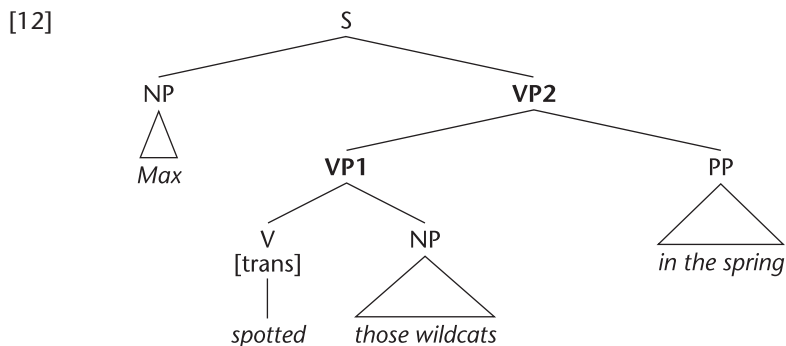 [12]
S
NP VP2
Max
VP1 PP
V NP
[trans]
in the spring
spotted those wildcats